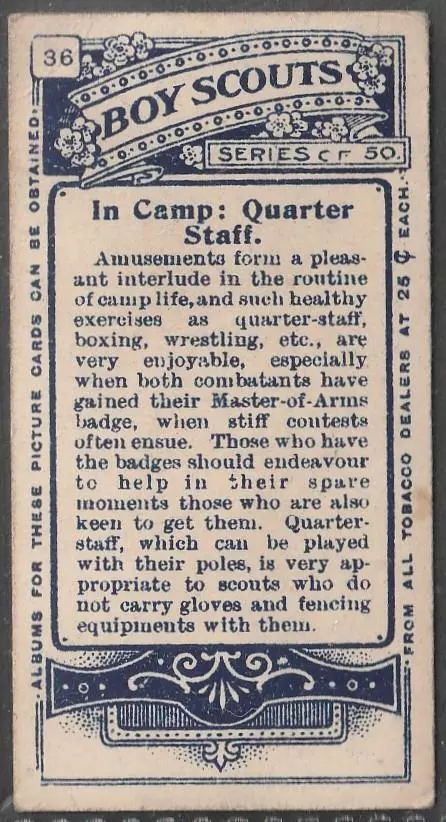 36
BOY SCOUTS
SERIES OF 50.
In Camp: Quarter
Staff.
Amusements form a pleas-
ant interlude in the routine
of camp life, and such healthy
exercises as quarter-staff,
boxing, wrestling, etc., are
very enjoyable, especially
when both combatants have
gained their Master-of-Arms
badge, when stiff contests
often ensue. Those who have
the badges should endeavour
to help in their spare
moments those who are also
keen to get them. Quarter-
staff, which can be played
with their poles, is very ap-
propriate to scouts who do
not carry gloves and fencing
equipments with them.
ALBUMS FOR THESE PICTURE CARDS CAN BE OBTAINED
FROM ALL TOBACCO DEALERS AT 25 ¢ EACH.